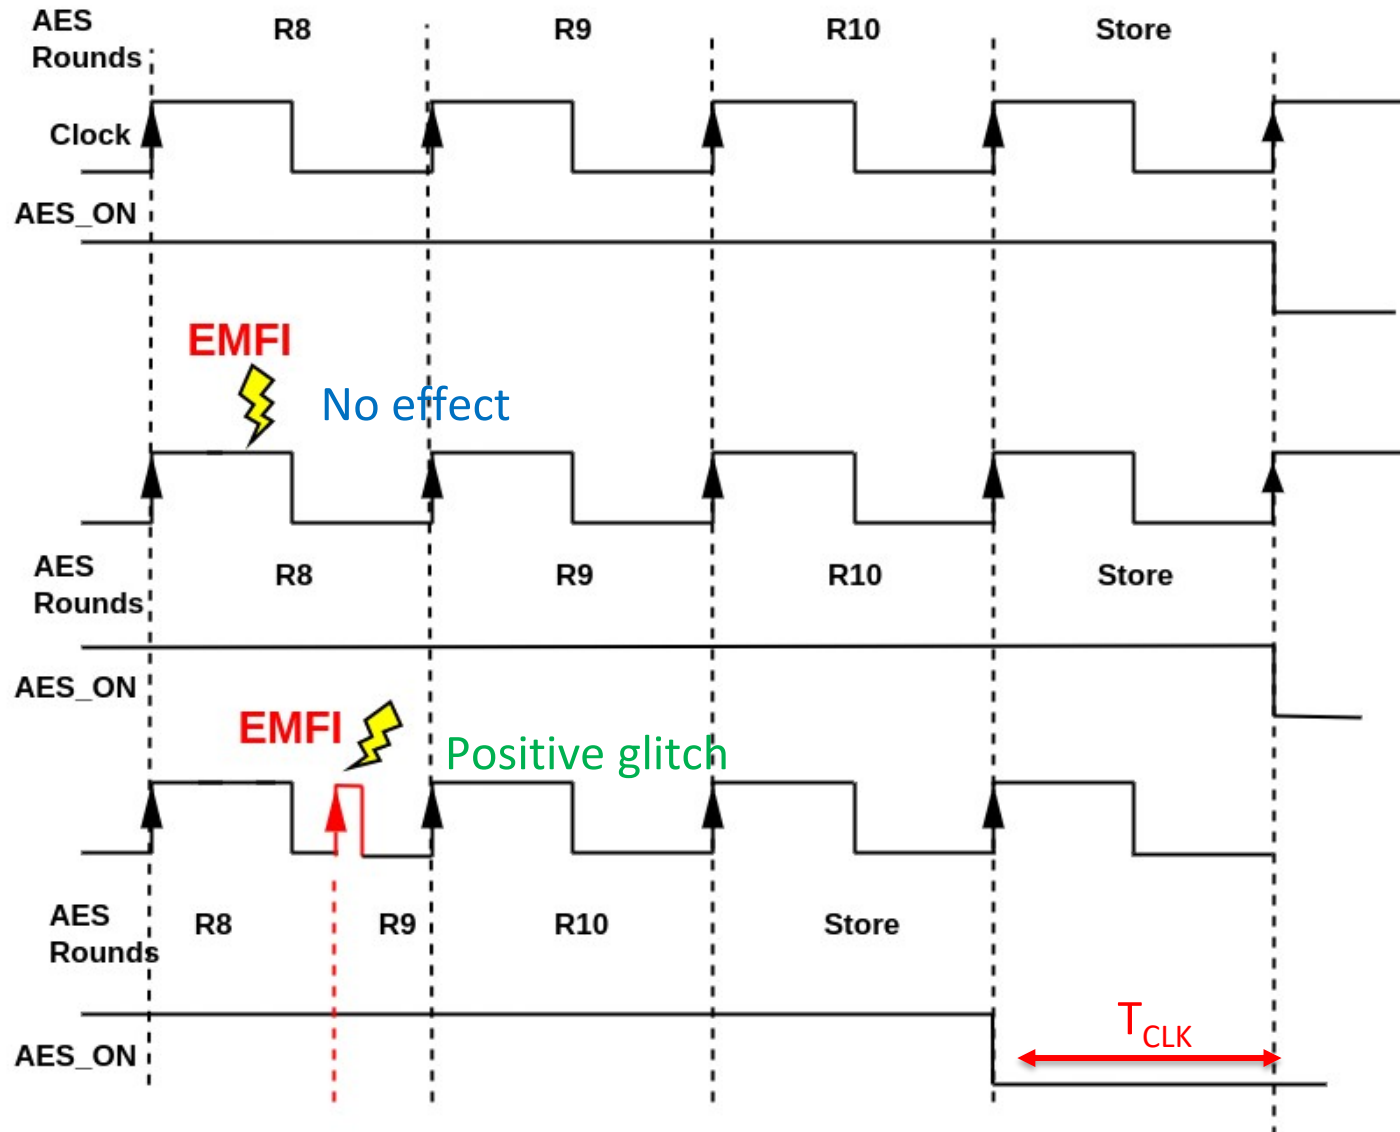 AES
Rounds
R8
R9
R10
Store
Clock
AES_ON
EMFI
No effect
AES
Rounds
R8
R9
R10
Store
AES_ON
EMFI
Positive glitch
AES
Rounds
R8
R9
R10
Store
AES_ON
T_CLK